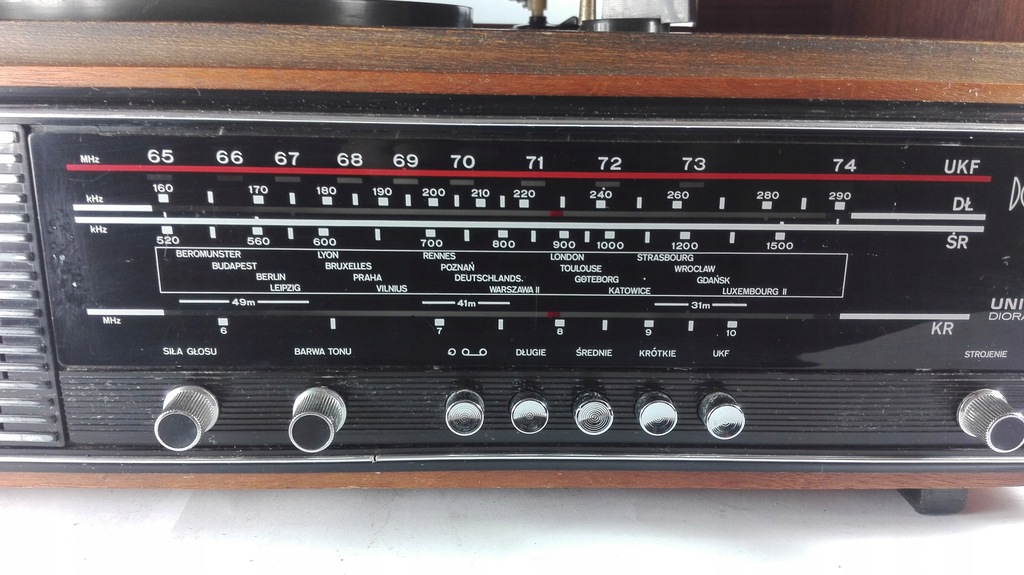 MHz 65 66 67 68 69 70 71 72 73 74 UKF
kHz 160 170 180 190 200 210 220 240 260 280 290 DŁ
kHz 520 560 600 700 800 900 1000 1200 1500 ŚR
BEROMUNSTER LYON RENNES LONDON STRASBOURG
BUDAPEST BRUXELLES POZNAŃ TOULOUSE WROCŁAW
BERLIN PRAHA DEUTSCHLANDS. GÖTEBORG GDAŃSK
LEIPZIG VILNIUS WARSZAWA II KATOWICE LUXEMBOURG II
49m 41m 31m
MHz 6 7 8 9 10 KR
SIŁA GŁOSU BARWA TONU DŁUGIE ŚREDNIE KRÓTKIE UKF STROJENIE